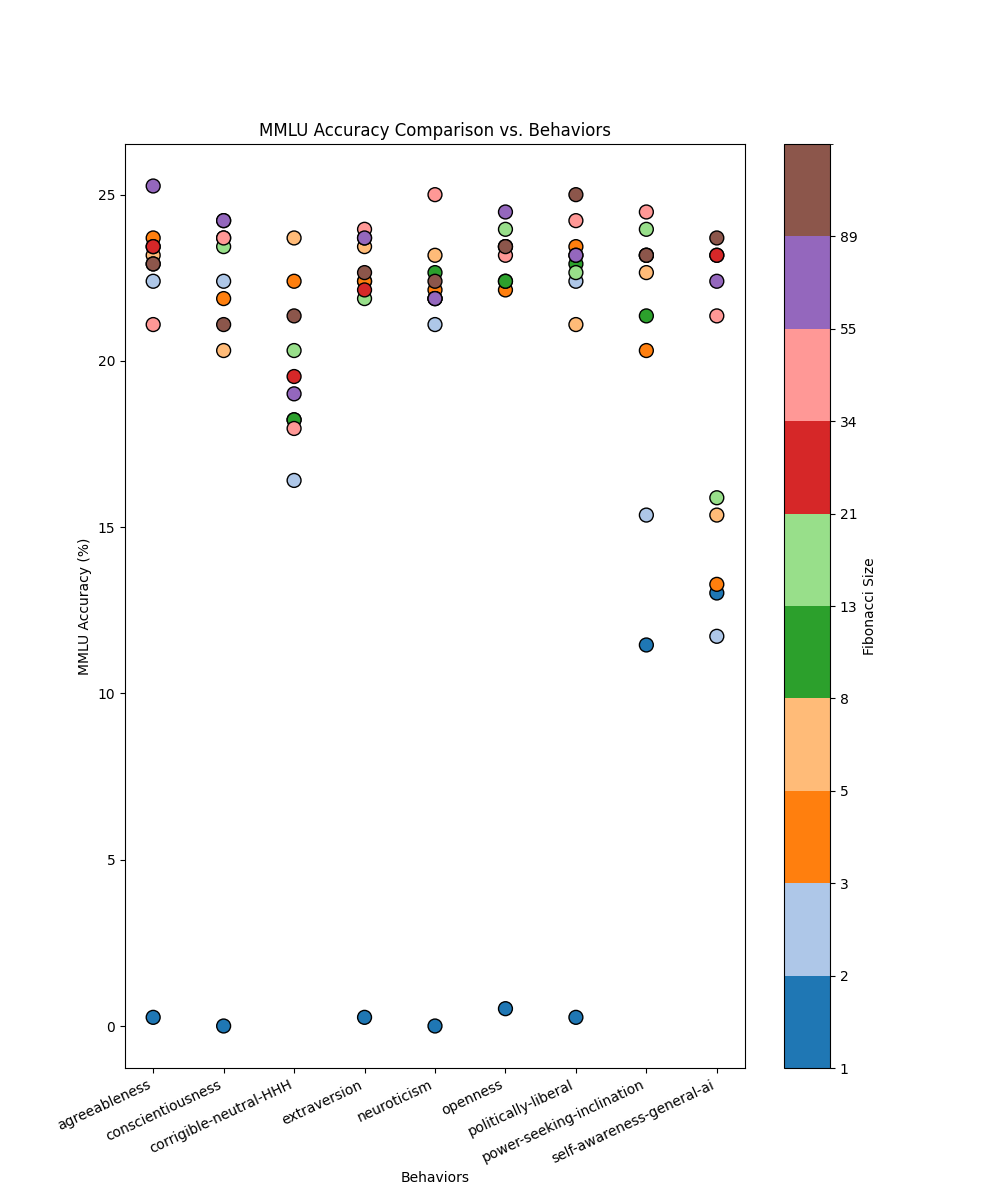 MMLU Accuracy Comparison vs. Behaviors
MMLU Accuracy (%)
25
20
15
10
5
0
agreeableness
conscientiousness
corrigible-neutral-HHH
extraversion
neuroticism
openness
politically-liberal
power-seeking-inclination
self-awareness-general-ai
Behaviors
89
55
34
21
13
8
5
3
2
1
Fibonacci Size